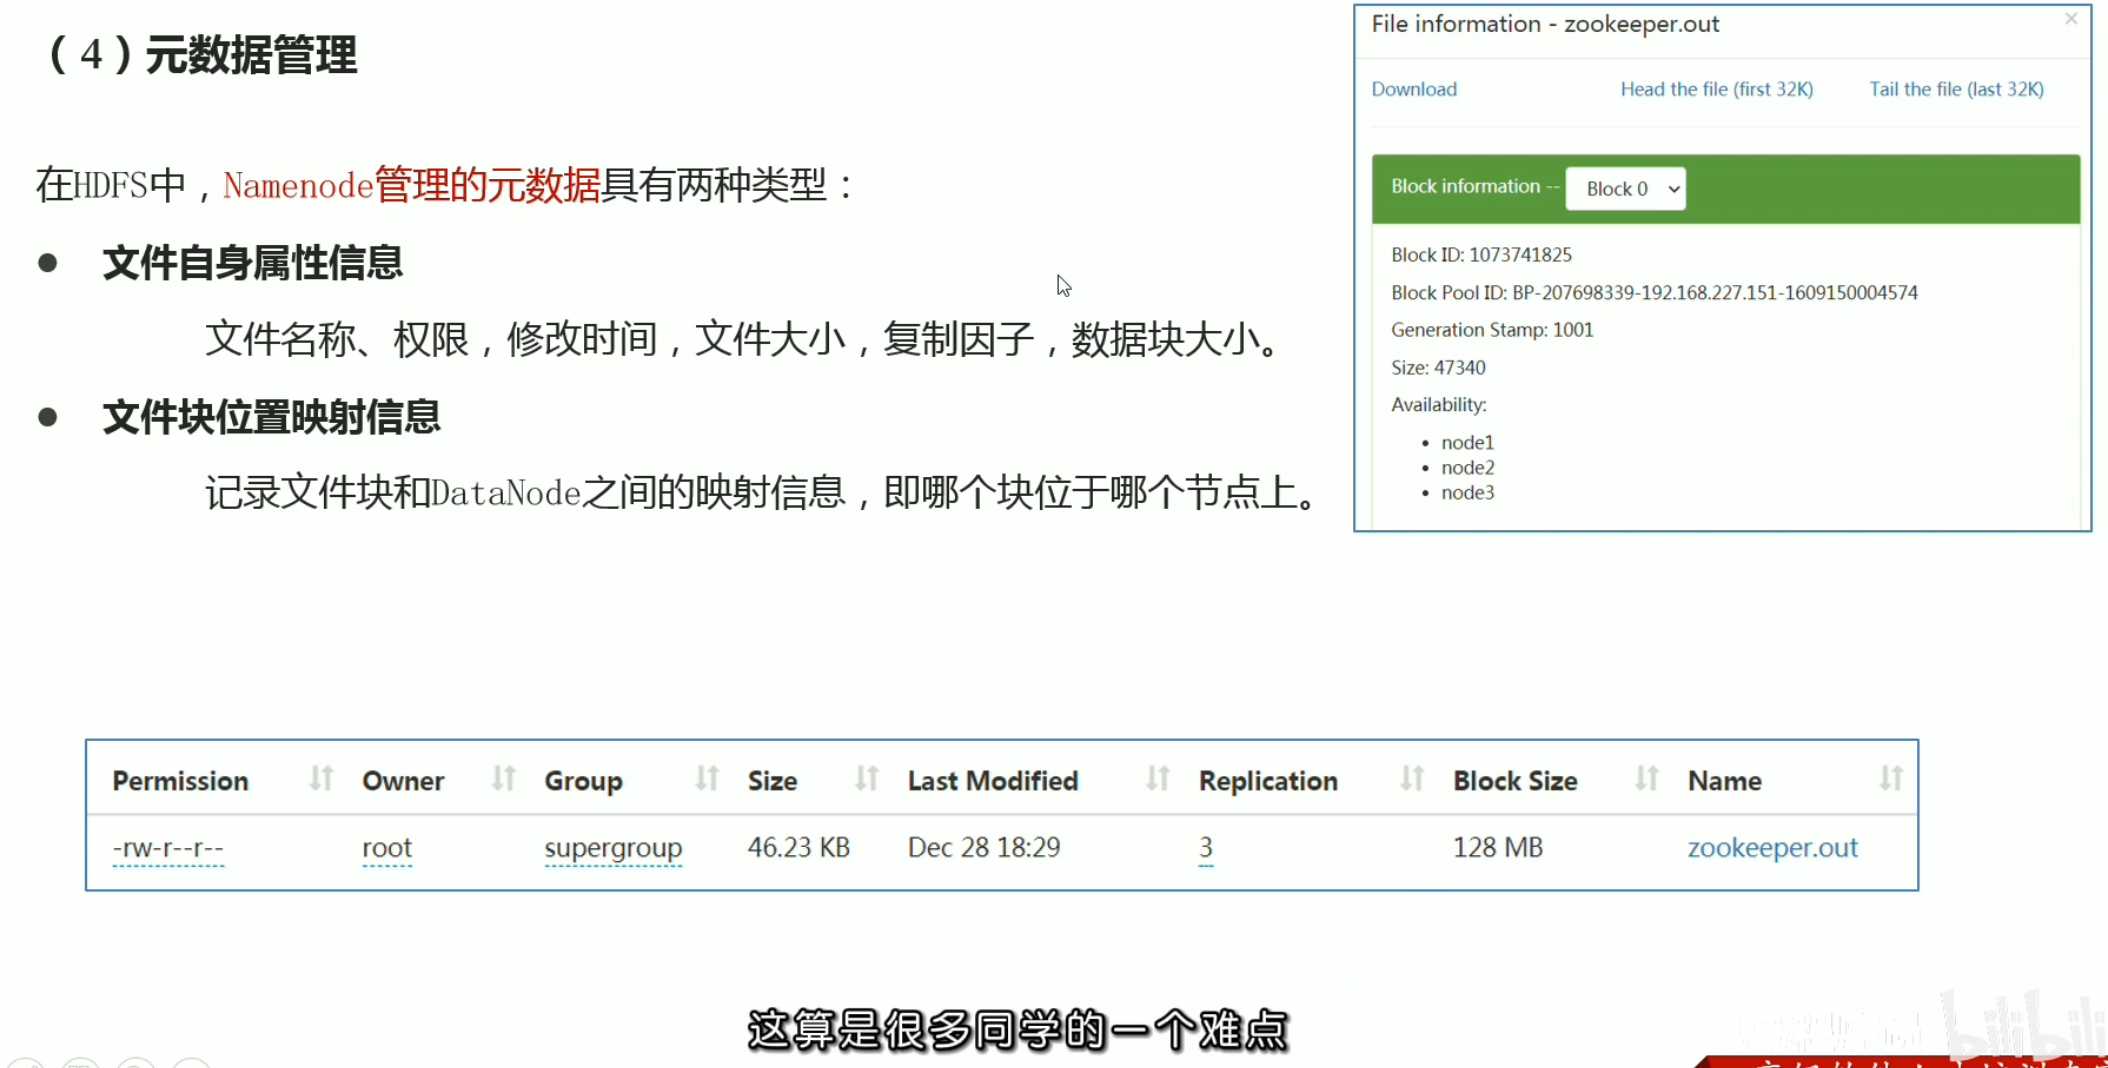 （4）元数据管理
在HDFS中，Namenode管理的元数据具有两种类型：
● 文件自身属性信息
文件名称、权限，修改时间，文件大小，复制因子，数据块大小。
● 文件块位置映射信息
记录文件块和DataNode之间的映射信息，即哪个块位于哪个节点上。
File information - zookeeper.out ×
Download Head the file (first 32K) Tail the file (last 32K)
Block information -- Block 0
Block ID: 1073741825
Block Pool ID: BP-207698339-192.168.227.151-1609150004574
Generation Stamp: 1001
Size: 47340
Availability:
• node1
• node2
• node3
Permission Owner Group Size Last Modified Replication Block Size Name
-rw-r--r-- root supergroup 46.23 KB Dec 28 18:29 3 128 MB zookeeper.out
这算是很多同学的一个难点
bilibili